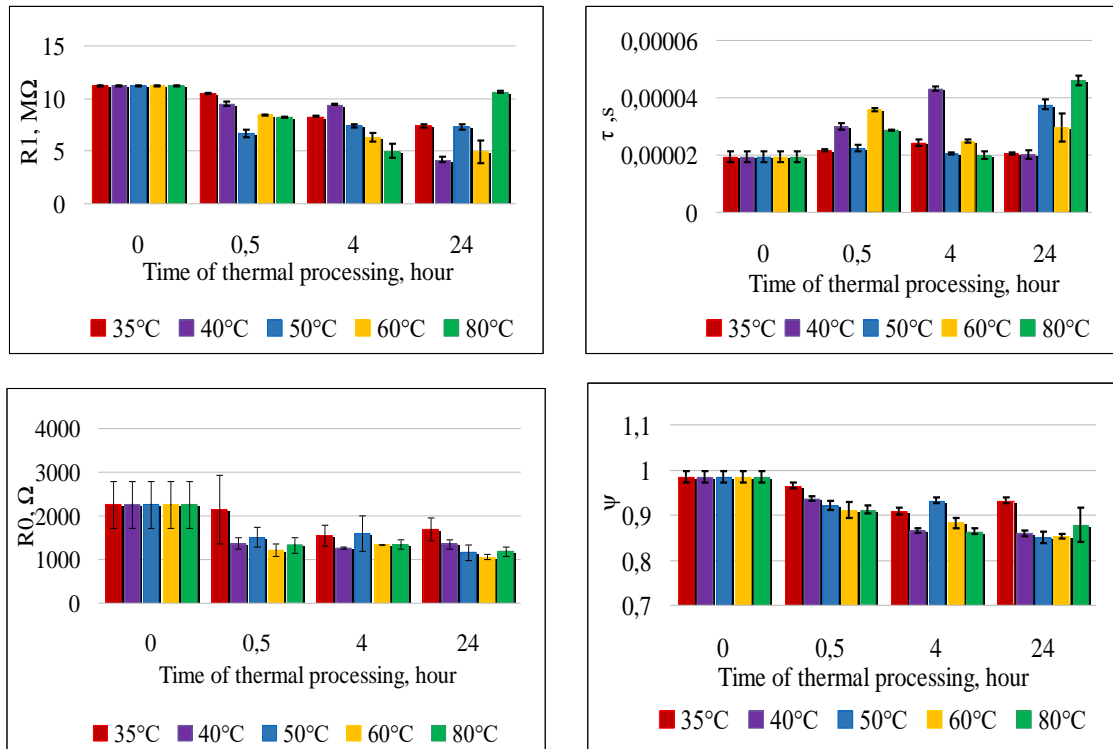 R1, MΩ
15
10
5
0
0 0,5 4 24
Time of thermal processing, hour
35°C 40°C 50°C 60°C 80°C
τ ,s
0,00006
0,00004
0,00002
0
0 0,5 4 24
Time of thermal processing, hour
35°C 40°C 50°C 60°C 80°C
R0, Ω
4000
3000
2000
1000
0
0 0,5 4 24
Time of thermal processing, hour
35°C 40°C 50°C 60°C 80°C
ψ
1,1
1
0,9
0,8
0,7
0 0,5 4 24
Time of thermal processing, hour
35°C 40°C 50°C 60°C 80°C